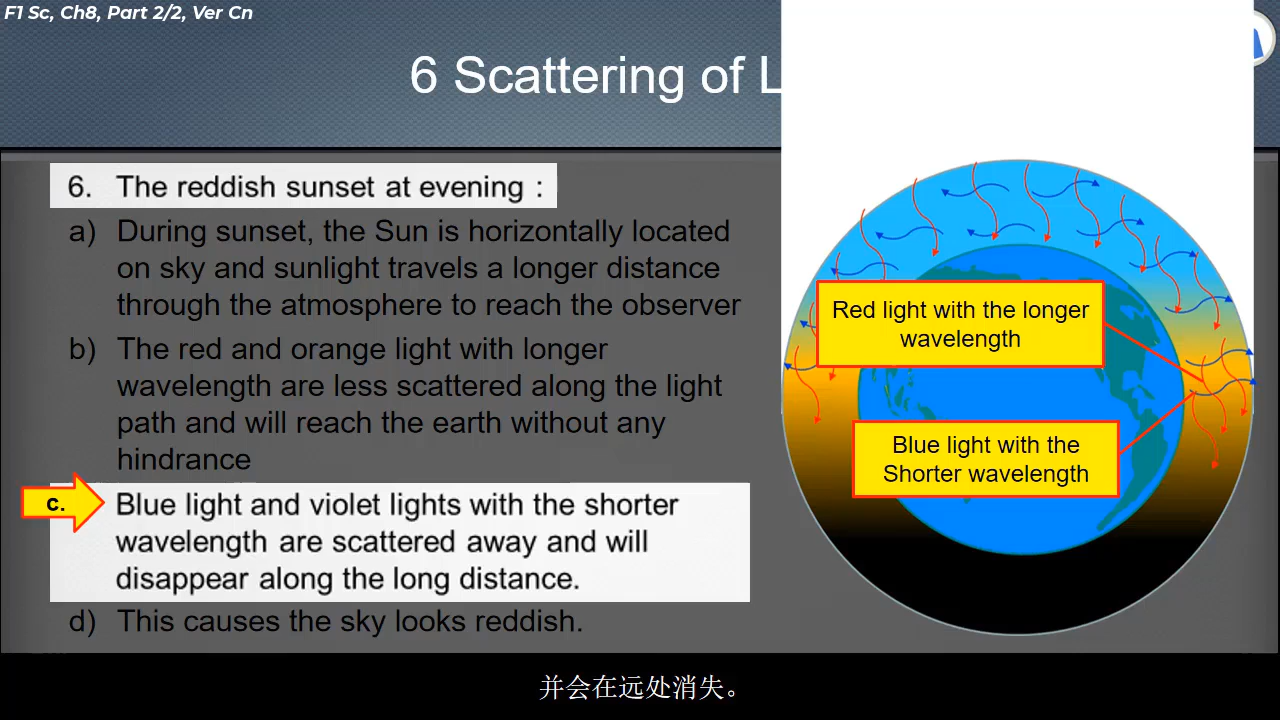 F1 Sc, Ch8, Part 2/2, Ver Cn
6 Scattering of L
6. The reddish sunset at evening :
a) During sunset, the Sun is horizontally located
on sky and sunlight travels a longer distance
through the atmosphere to reach the observer
b) The red and orange light with longer
wavelength are less scattered along the light
path and will reach the earth without any
hindrance
c. Blue light and violet lights with the shorter
wavelength are scattered away and will
disappear along the long distance.
d) This causes the sky looks reddish.
Red light with the longer
wavelength
Blue light with the
Shorter wavelength
并会在远处消失。